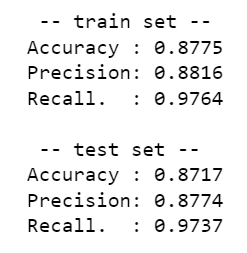 -- train set --
Accuracy : 0.8775
Precision: 0.8816
Recall.  : 0.9764
-- test set --
Accuracy : 0.8717
Precision: 0.8774
Recall.  : 0.9737